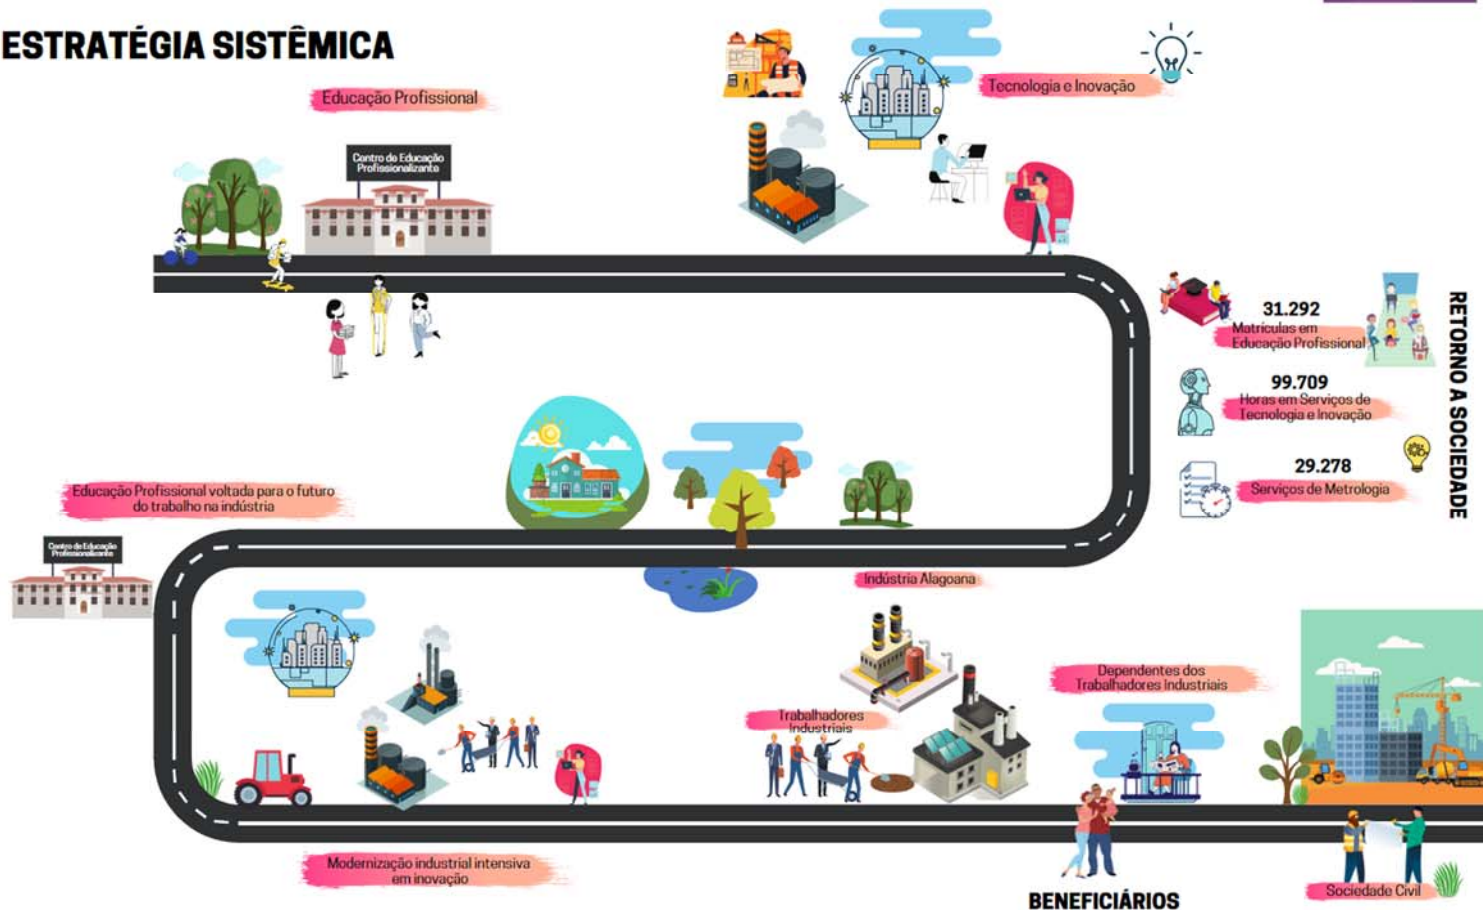 ESTRATÉGIA SISTÊMICA
Educação Profissional
Centro de Educação
Profissionalizante
Tecnologia e Inovação
31.292
Matrículas em
Educação Profissional
99.709
Horas em Serviços de
Tecnologia e Inovação
29.278
Serviços de Metrologia
RETORNO A SOCIEDADE
Educação Profissional voltada para o futuro
do trabalho na indústria
Centro de Educação
Profissionalizante
Indústria Alagoana
Trabalhadores
Industriais
Dependentes dos
Trabalhadores Industriais
Modernização industrial intensiva
em inovação
BENEFICIÁRIOS
Sociedade Civil